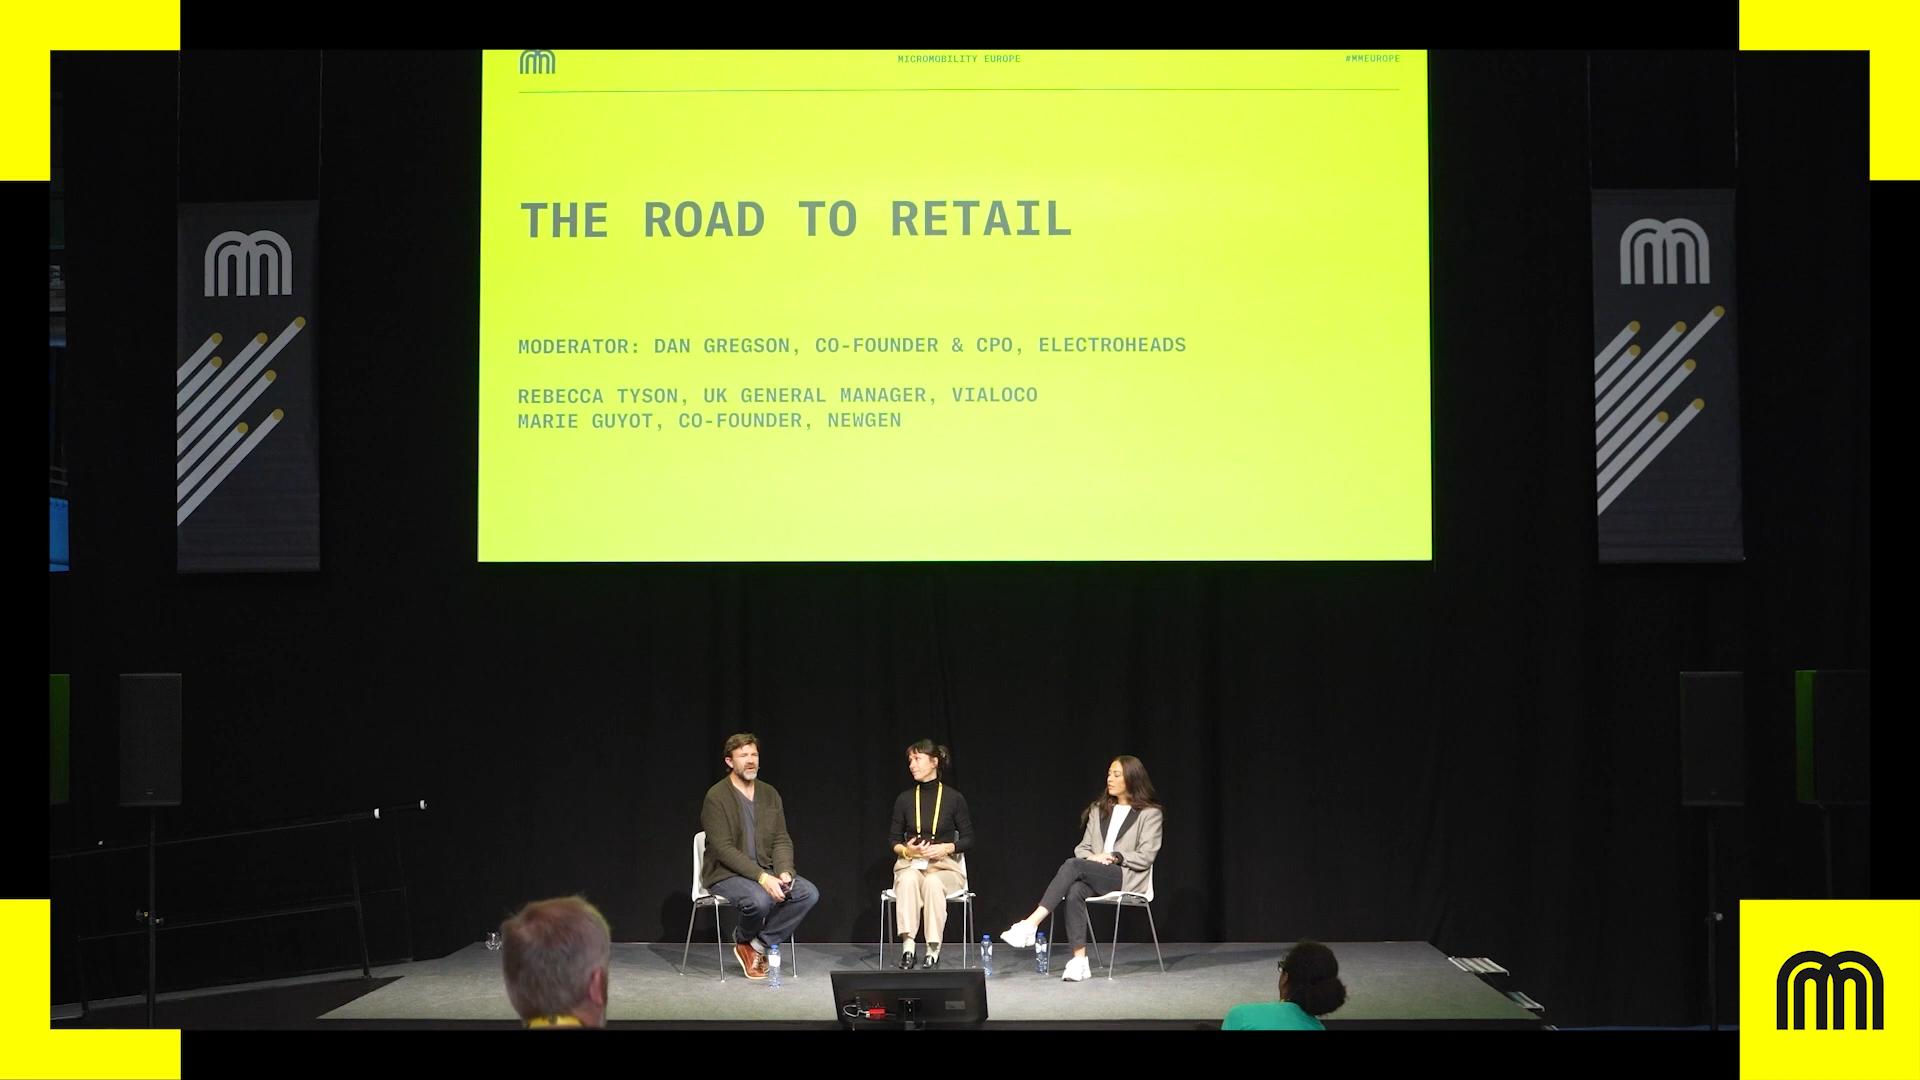 MICROMOBILITY EUROPE
#MMEUROPE
THE ROAD TO RETAIL
MODERATOR: DAN GREGSON, CO-FOUNDER & CPO, ELECTROHEADS
REBECCA TYSON, UK GENERAL MANAGER, VIALOCO
MARIE GUYOT, CO-FOUNDER, NEWGEN